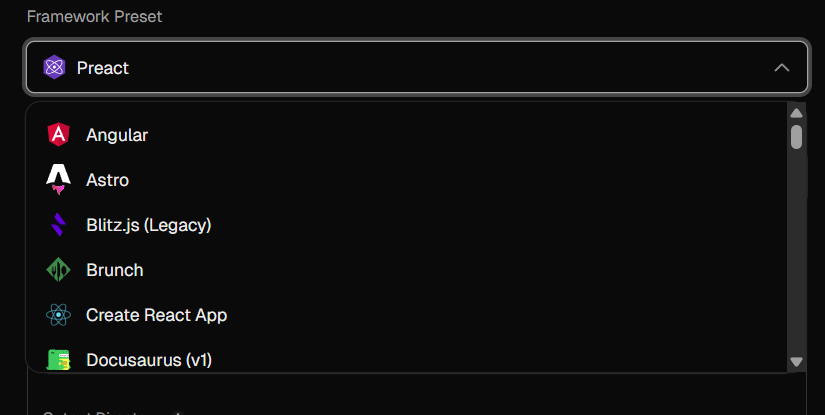 Framework Preset
Preact
Angular
Astro
Blitz.js (Legacy)
Brunch
Create React App
Docusaurus (v1)